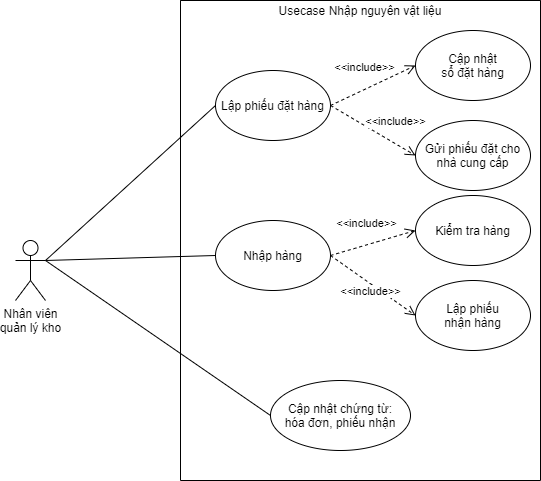 Usecase Nhập nguyên vật liệu
<<include>>
Cập nhật
sổ đặt hàng
Lập phiếu đặt hàng
<<include>>
Gửi phiếu đặt cho
nhà cung cấp
<<include>>
Kiểm tra hàng
Nhập hàng
<<include>>
Lập phiếu
nhận hàng
Nhân viên
quản lý kho
Cập nhật chứng từ:
hóa đơn, phiếu nhận